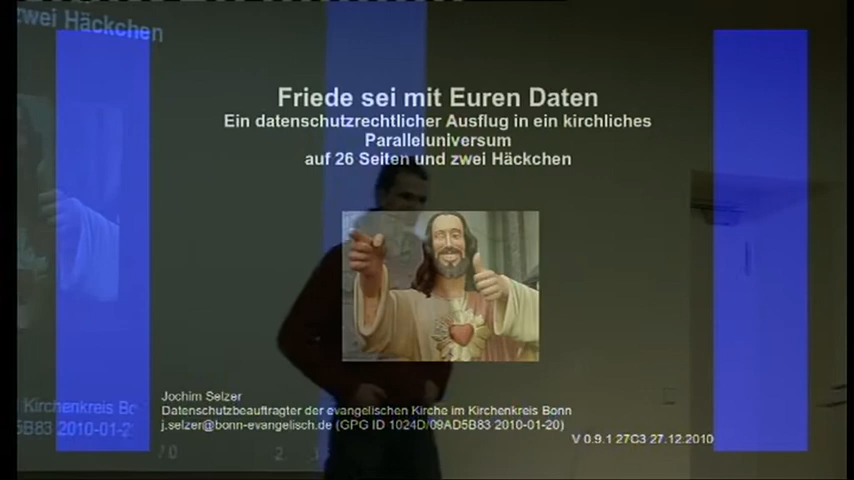 zwei Häckchen
Friede sei mit Euren Daten
Ein datenschutzrechtlicher Ausflug in ein kirchliches
Paralleluniversum
auf 26 Seiten und zwei Häckchen
Jochim Selzer
Datenschutzbeauftragter der evangelischen Kirche im Kirchenkreis Bonn
j.selzer@bonn-evangelisch.de (GPG ID 1024D/09AD5B83 2010-01-20)
V 0.9.1 27C3 27.12.2010
Kirchenkreis
5B83 2010-01-2